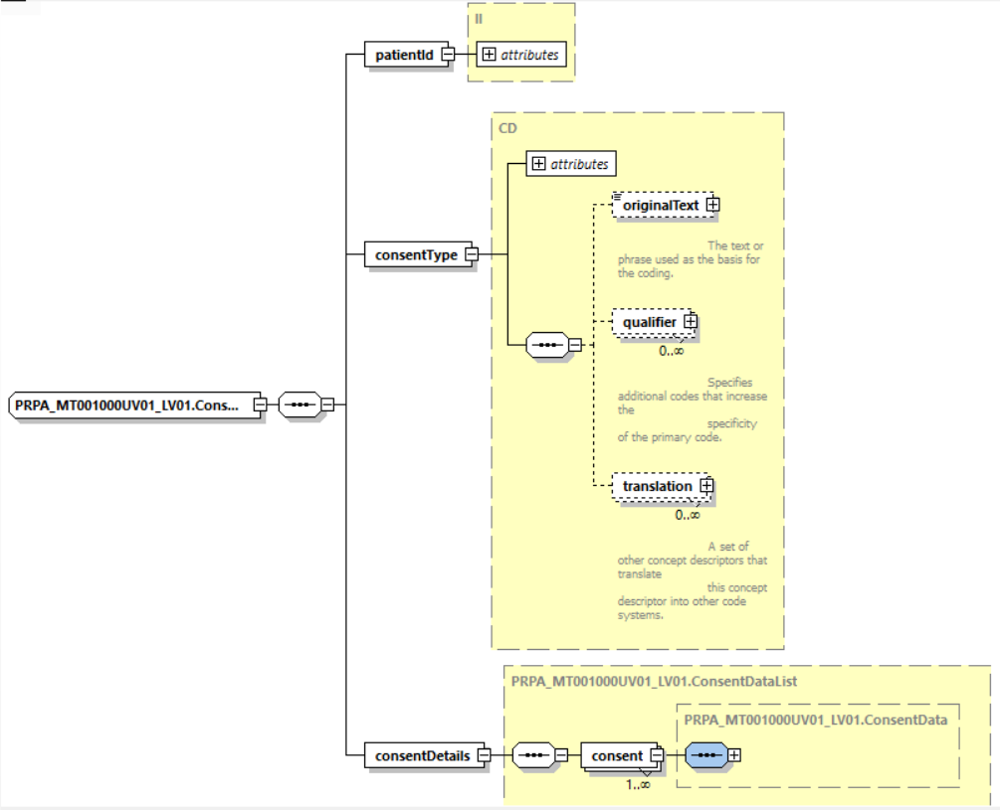 II
patientId
attributes
CD
attributes
originalText
The text or
phrase used as the basis for
the coding.
consentType
qualifier
0..∞
Specifies
additional codes that increase
the
specificity
of the primary code.
PRPA_MT001000UV01_LV01.Cons...
translation
0..∞
A set of
other concept descriptors that
translate
this concept
descriptor into other code
systems.
PRPA_MT001000UV01_LV01.ConsentDataList
PRPA_MT001000UV01_LV01.ConsentData
consentDetails
consent
1..∞